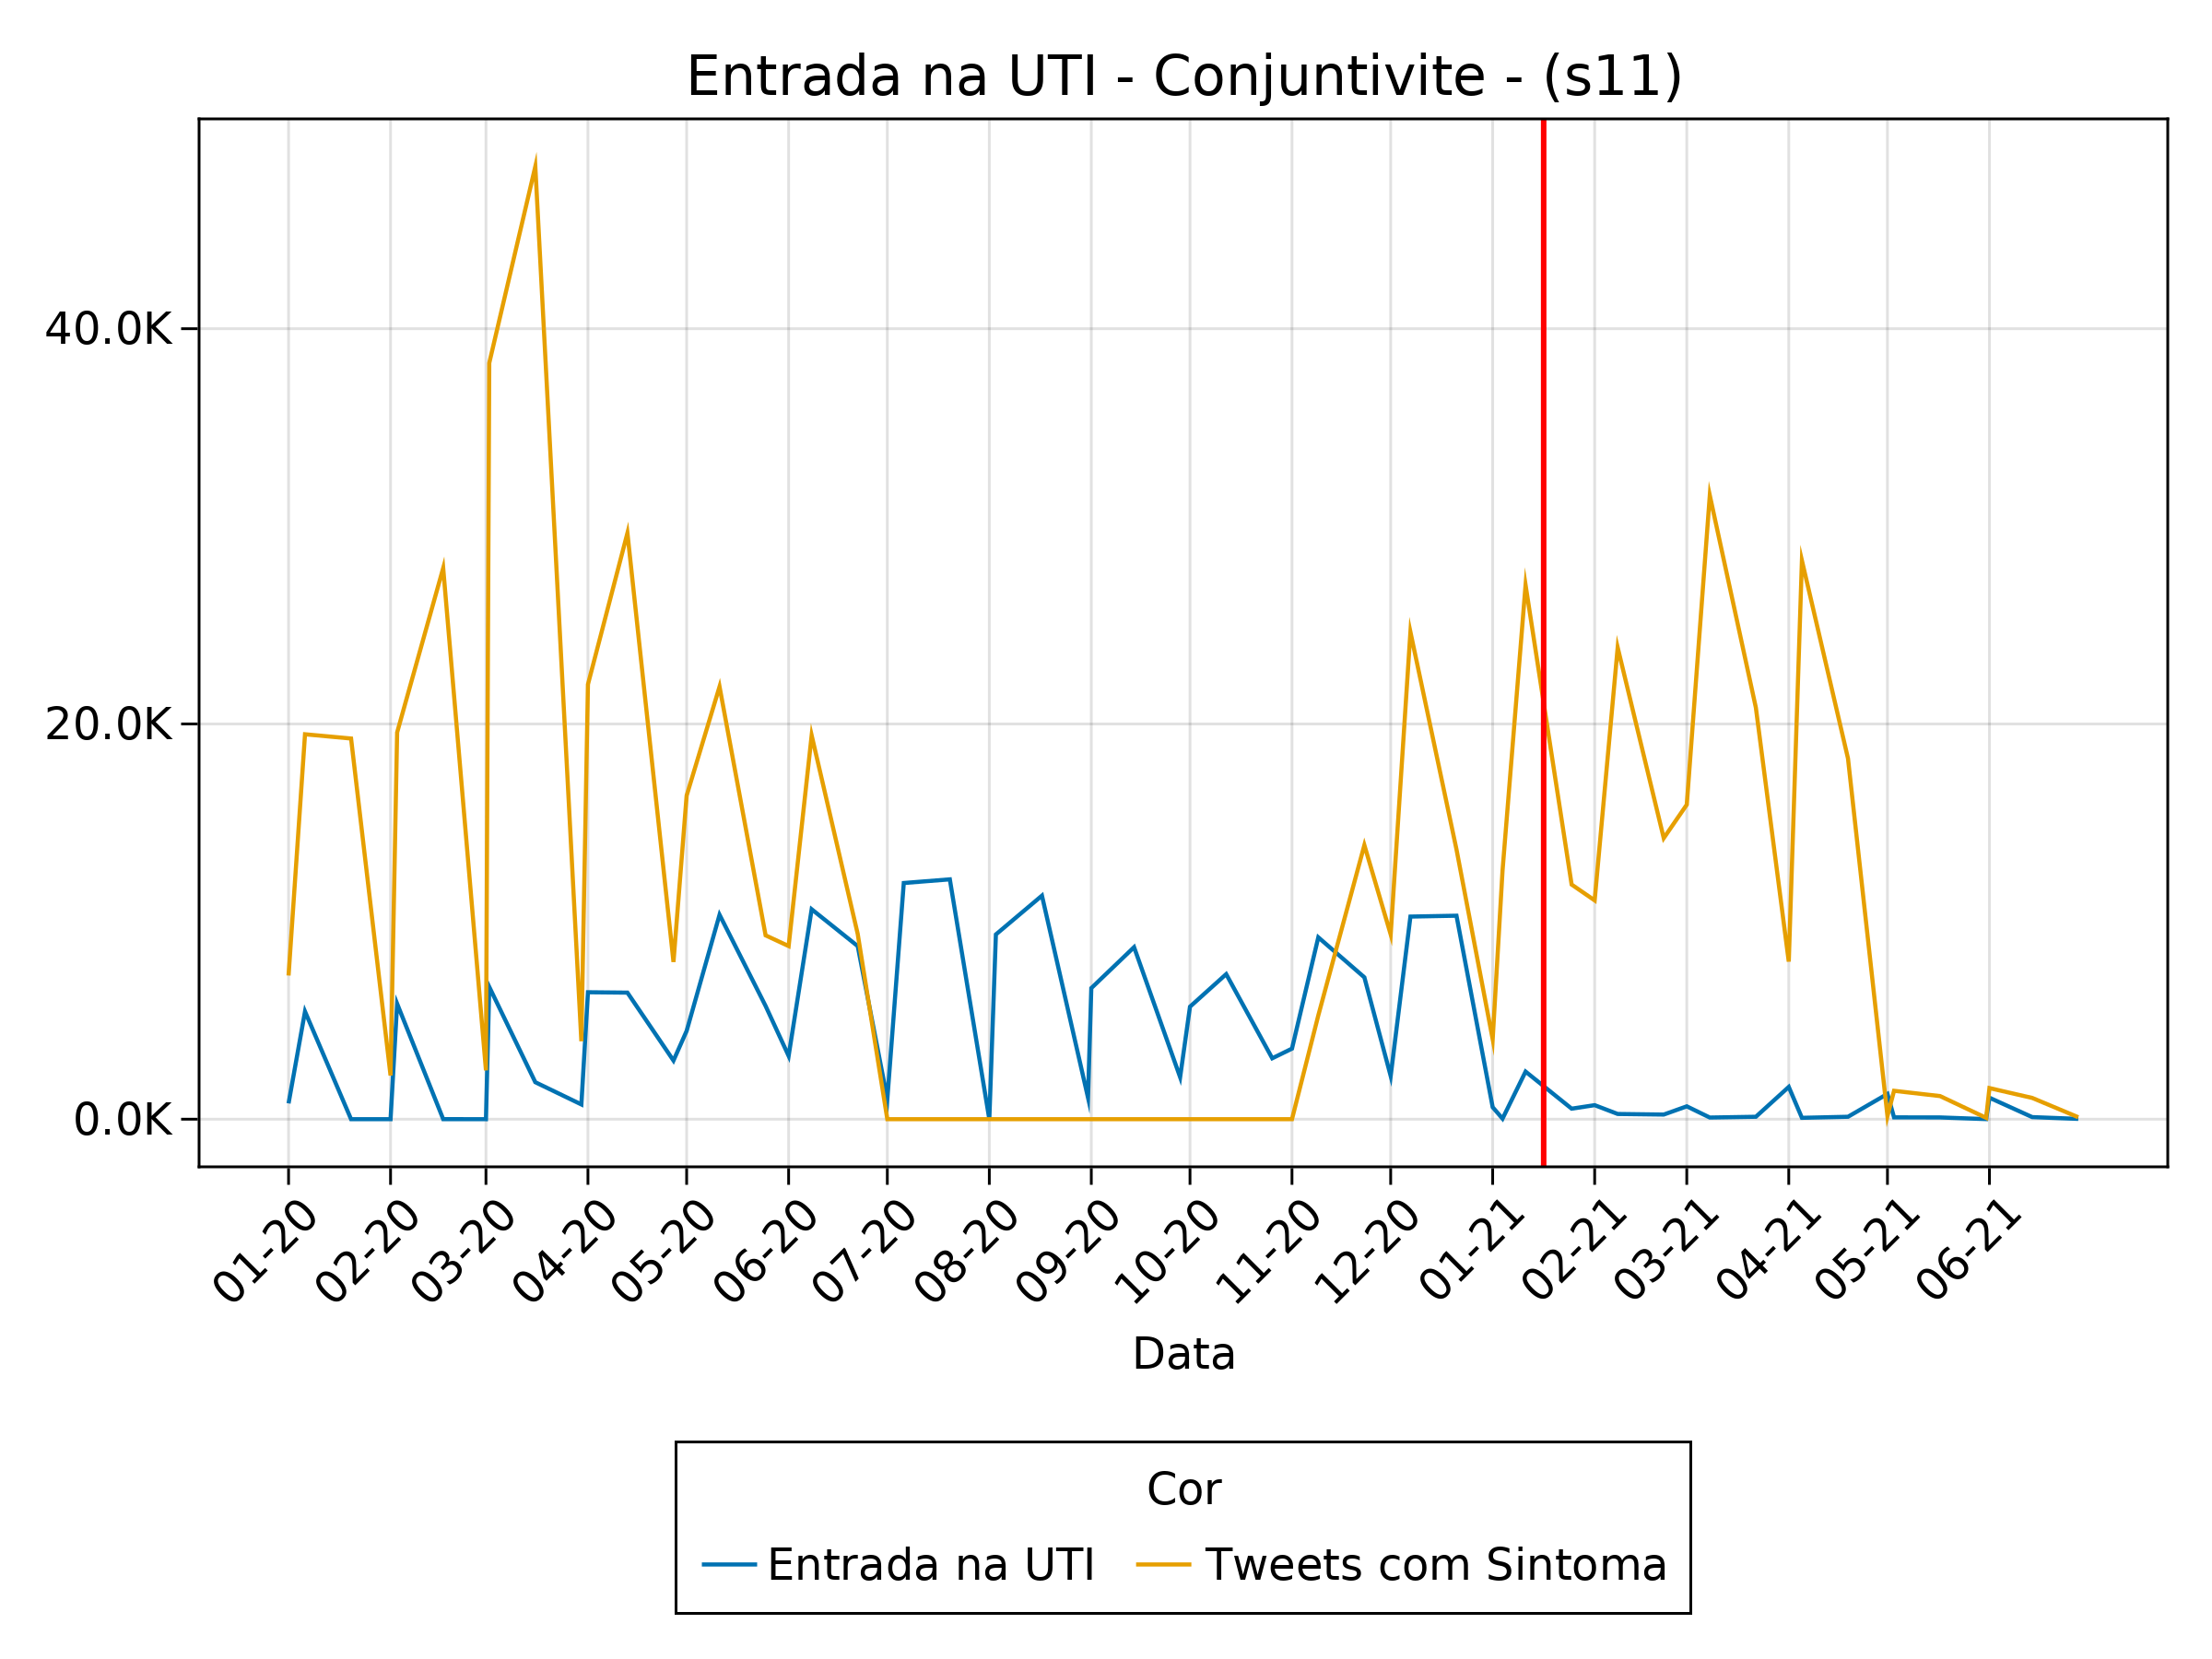 Entrada na UTI - Conjuntivite - (s11)
40.0K
20.0K
0.0K
01-20
02-20
03-20
04-20
05-20
06-20
07-20
08-20
09-20
10-20
11-20
12-20
01-21
02-21
03-21
04-21
05-21
06-21
Data
Cor
Entrada na UTI
Tweets com Sintoma